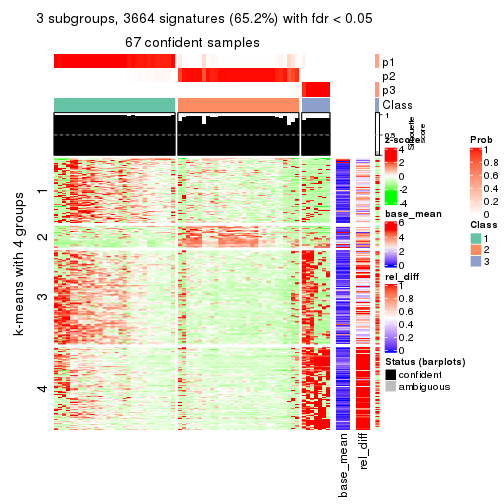 3 subgroups, 3664 signatures (65.2%) with fdr < 0.05
67 confident samples
p1
p2
p3
Class
1
0.5
0
Silhouette
score
k-means with 4 groups
1
2
3
4
base_mean
rel_diff
z-score
4
2
0
-2
-4
base_mean
6
4
2
0
rel_diff
1
0.8
0.6
0.4
0.2
0
Status (barplots)
confident
ambiguous
Prob
1
0.8
0.6
0.4
0.2
0
Class
1
2
3